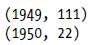 (1949, 111)
(1950, 22)